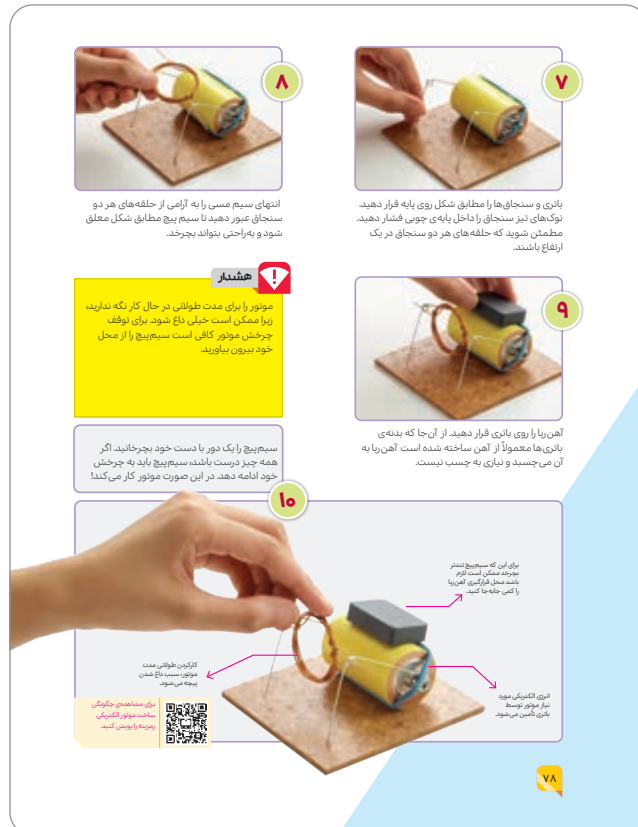 ۷
باتری و سنجاق‌ها را مطابق شکل روی پایه قرار دهید.
نوک‌های تیز سنجاق را داخل پایه‌ی چوبی فشار دهید.
مطمئن شوید که حلقه‌های هر دو سنجاق در یک
ارتفاع باشند.
۸
انتهای سیم مسی را به آرامی از حلقه‌های هر دو
سنجاق عبور دهید تا سیم پیچ مطابق شکل معلق
شود و به‌راحتی بتواند بچرخد.
۹
آهن‌ربا را روی باتری قرار دهید. از آن‌جا که بدنه‌ی
باتری‌ها معمولاً از آهن ساخته شده است آهن‌ربا به
آن می‌چسبد و نیازی به چسب نیست.
هشدار
موتور را برای مدت طولانی در حال کار نگه ندارید،
زیرا ممکن است خیلی داغ شود. برای توقف
چرخش موتور کافی است سیم‌پیچ را از محل
خود بیرون بیاورید.
سیم‌پیچ را یک دور با دست خود بچرخانید. اگر
همه چیز درست باشد، سیم‌پیچ باید به چرخش
خود ادامه دهد. در این صورت موتور کار می‌کند!
۱۰
برای این که سیم‌پیچ تندتر
بچرخد ممکن است لازم
باشد محل قرارگیری آهن‌ربا
را کمی جابه‌جا کنید.
کارکردن طولانی مدت
موتور، سبب داغ شدن
پیچه می‌شود.
انرژی الکتریکی مورد
نیاز موتور توسط
باتری تأمین می‌شود.
برای مشاهده‌ی چگونگی
ساخت موتور الکتریکی
رمزینه را پویش کنید.
۷۸